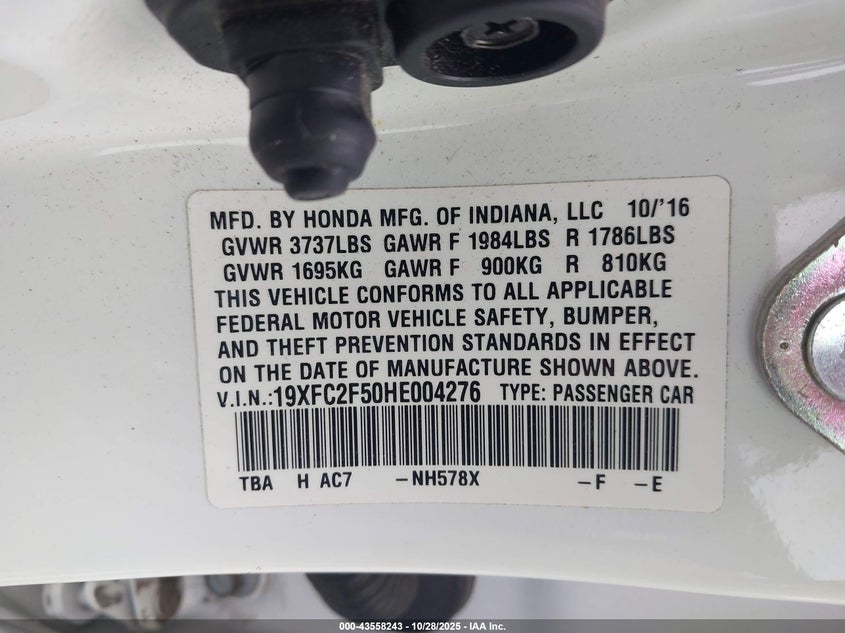 MFD. BY HONDA MFG. OF INDIANA, LLC 10/'16
GVWR 3737LBS GAWR F 1984LBS R 1786LBS
GVWR 1695KG GAWR F 900KG R 810KG
THIS VEHICLE CONFORMS TO ALL APPLICABLE
FEDERAL MOTOR VEHICLE SAFETY, BUMPER,
AND THEFT PREVENTION STANDARDS IN EFFECT
ON THE DATE OF MANUFACTURE SHOWN ABOVE.
V.I.N.:19XFC2F50HE004276 TYPE: PASSENGER CAR
TBA H AC7 -NH578X -F -E
000-43558243 | 10/28/2025 - IAA Inc.